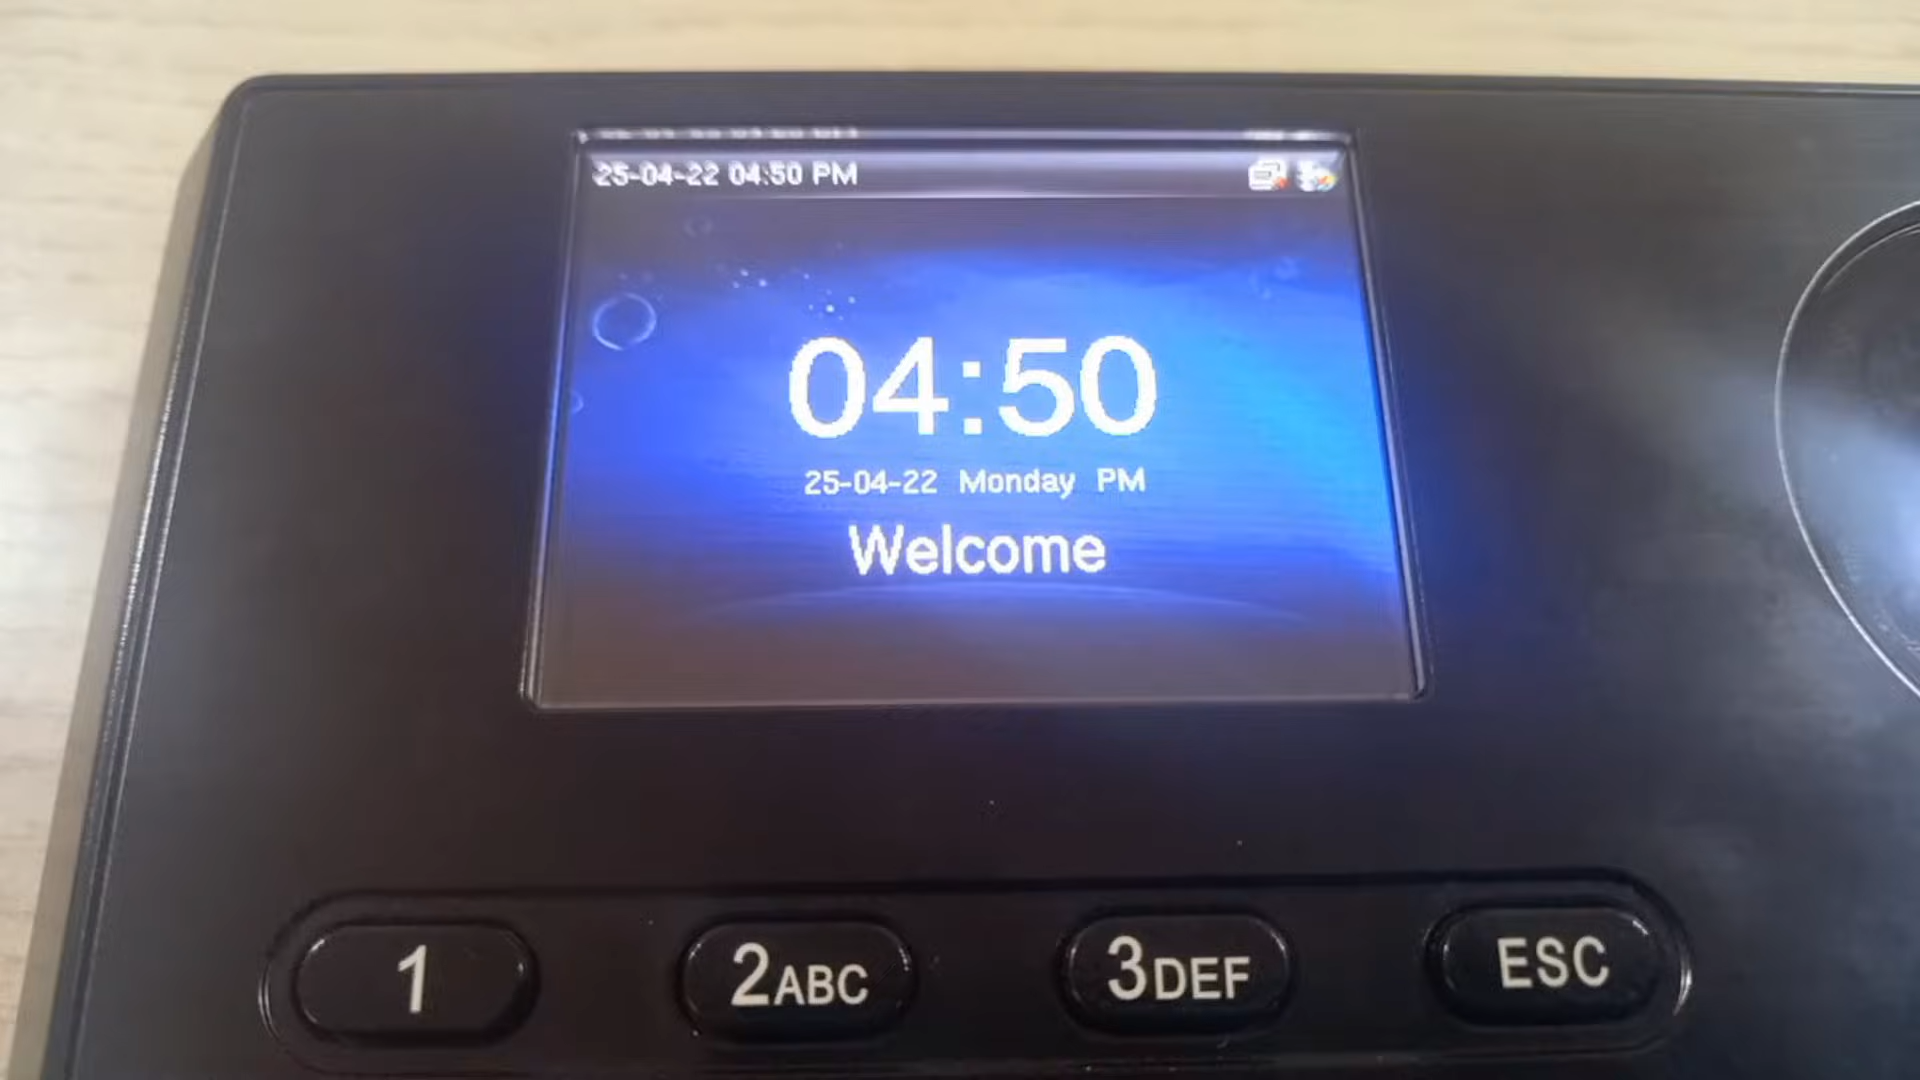 25-04-22 04:50 PM
04:50
25-04-22 Monday PM
Welcome
1 2ABC 3DEF ESC